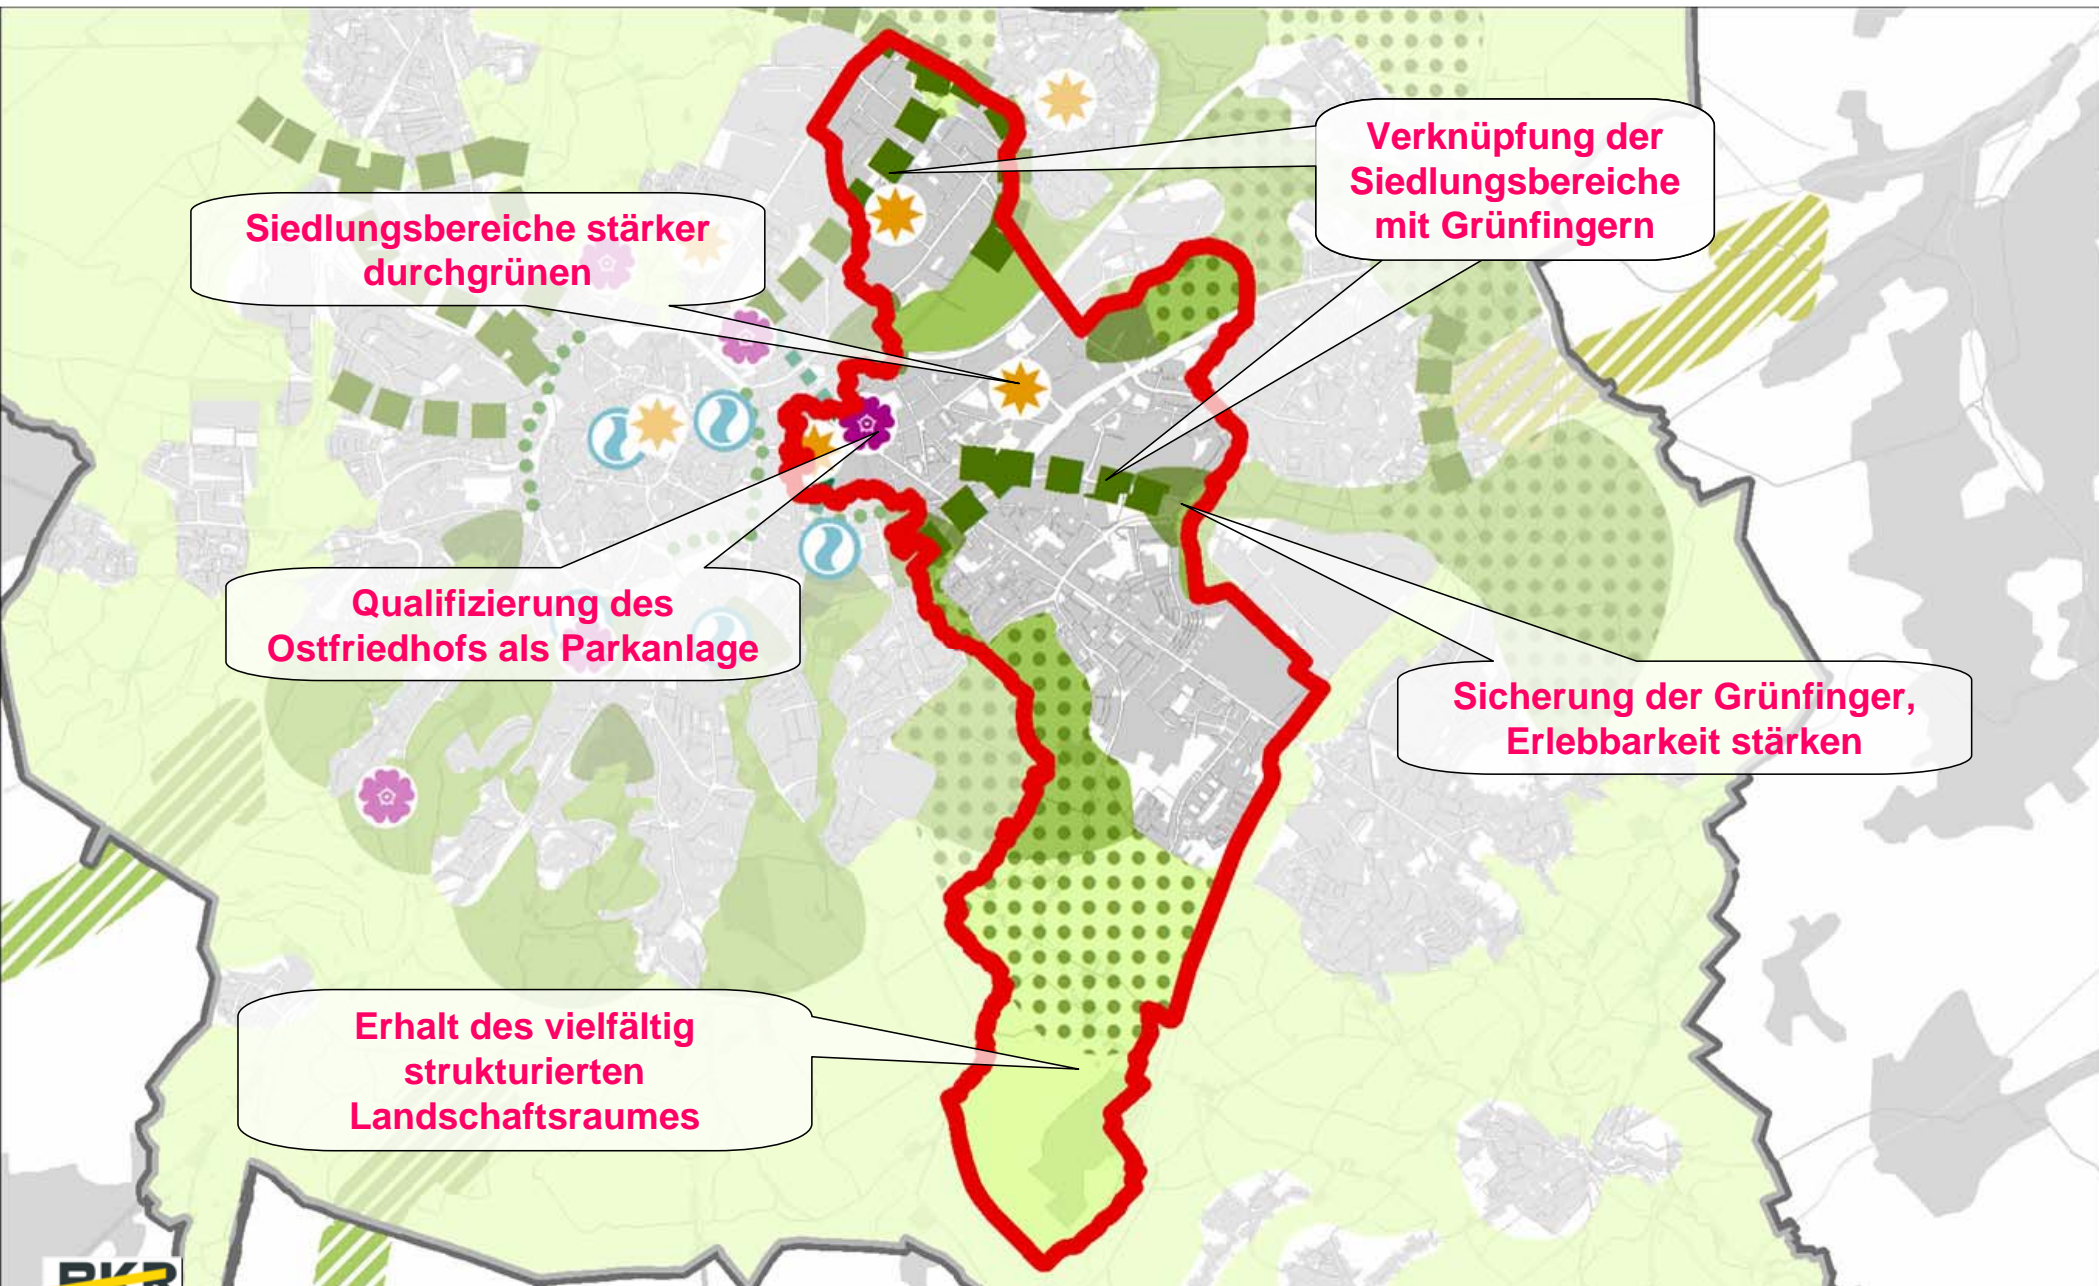 Verknüpfung der
Siedlungsbereiche
mit Grünfingern
Siedlungsbereiche stärker
durchgrünen
Qualifizierung des
Ostfriedhofs als Parkanlage
Sicherung der Grünfinger,
Erlebbarkeit stärken
Erhalt des vielfältig
strukturierten
Landschaftsraumes
BKR